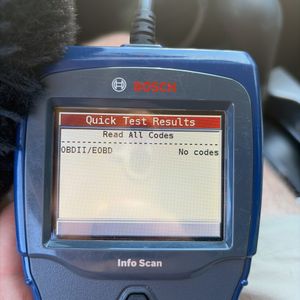 BOSCH
Quick Test Results
Read All Codes
OBDII/EOBD No codes
Info Scan